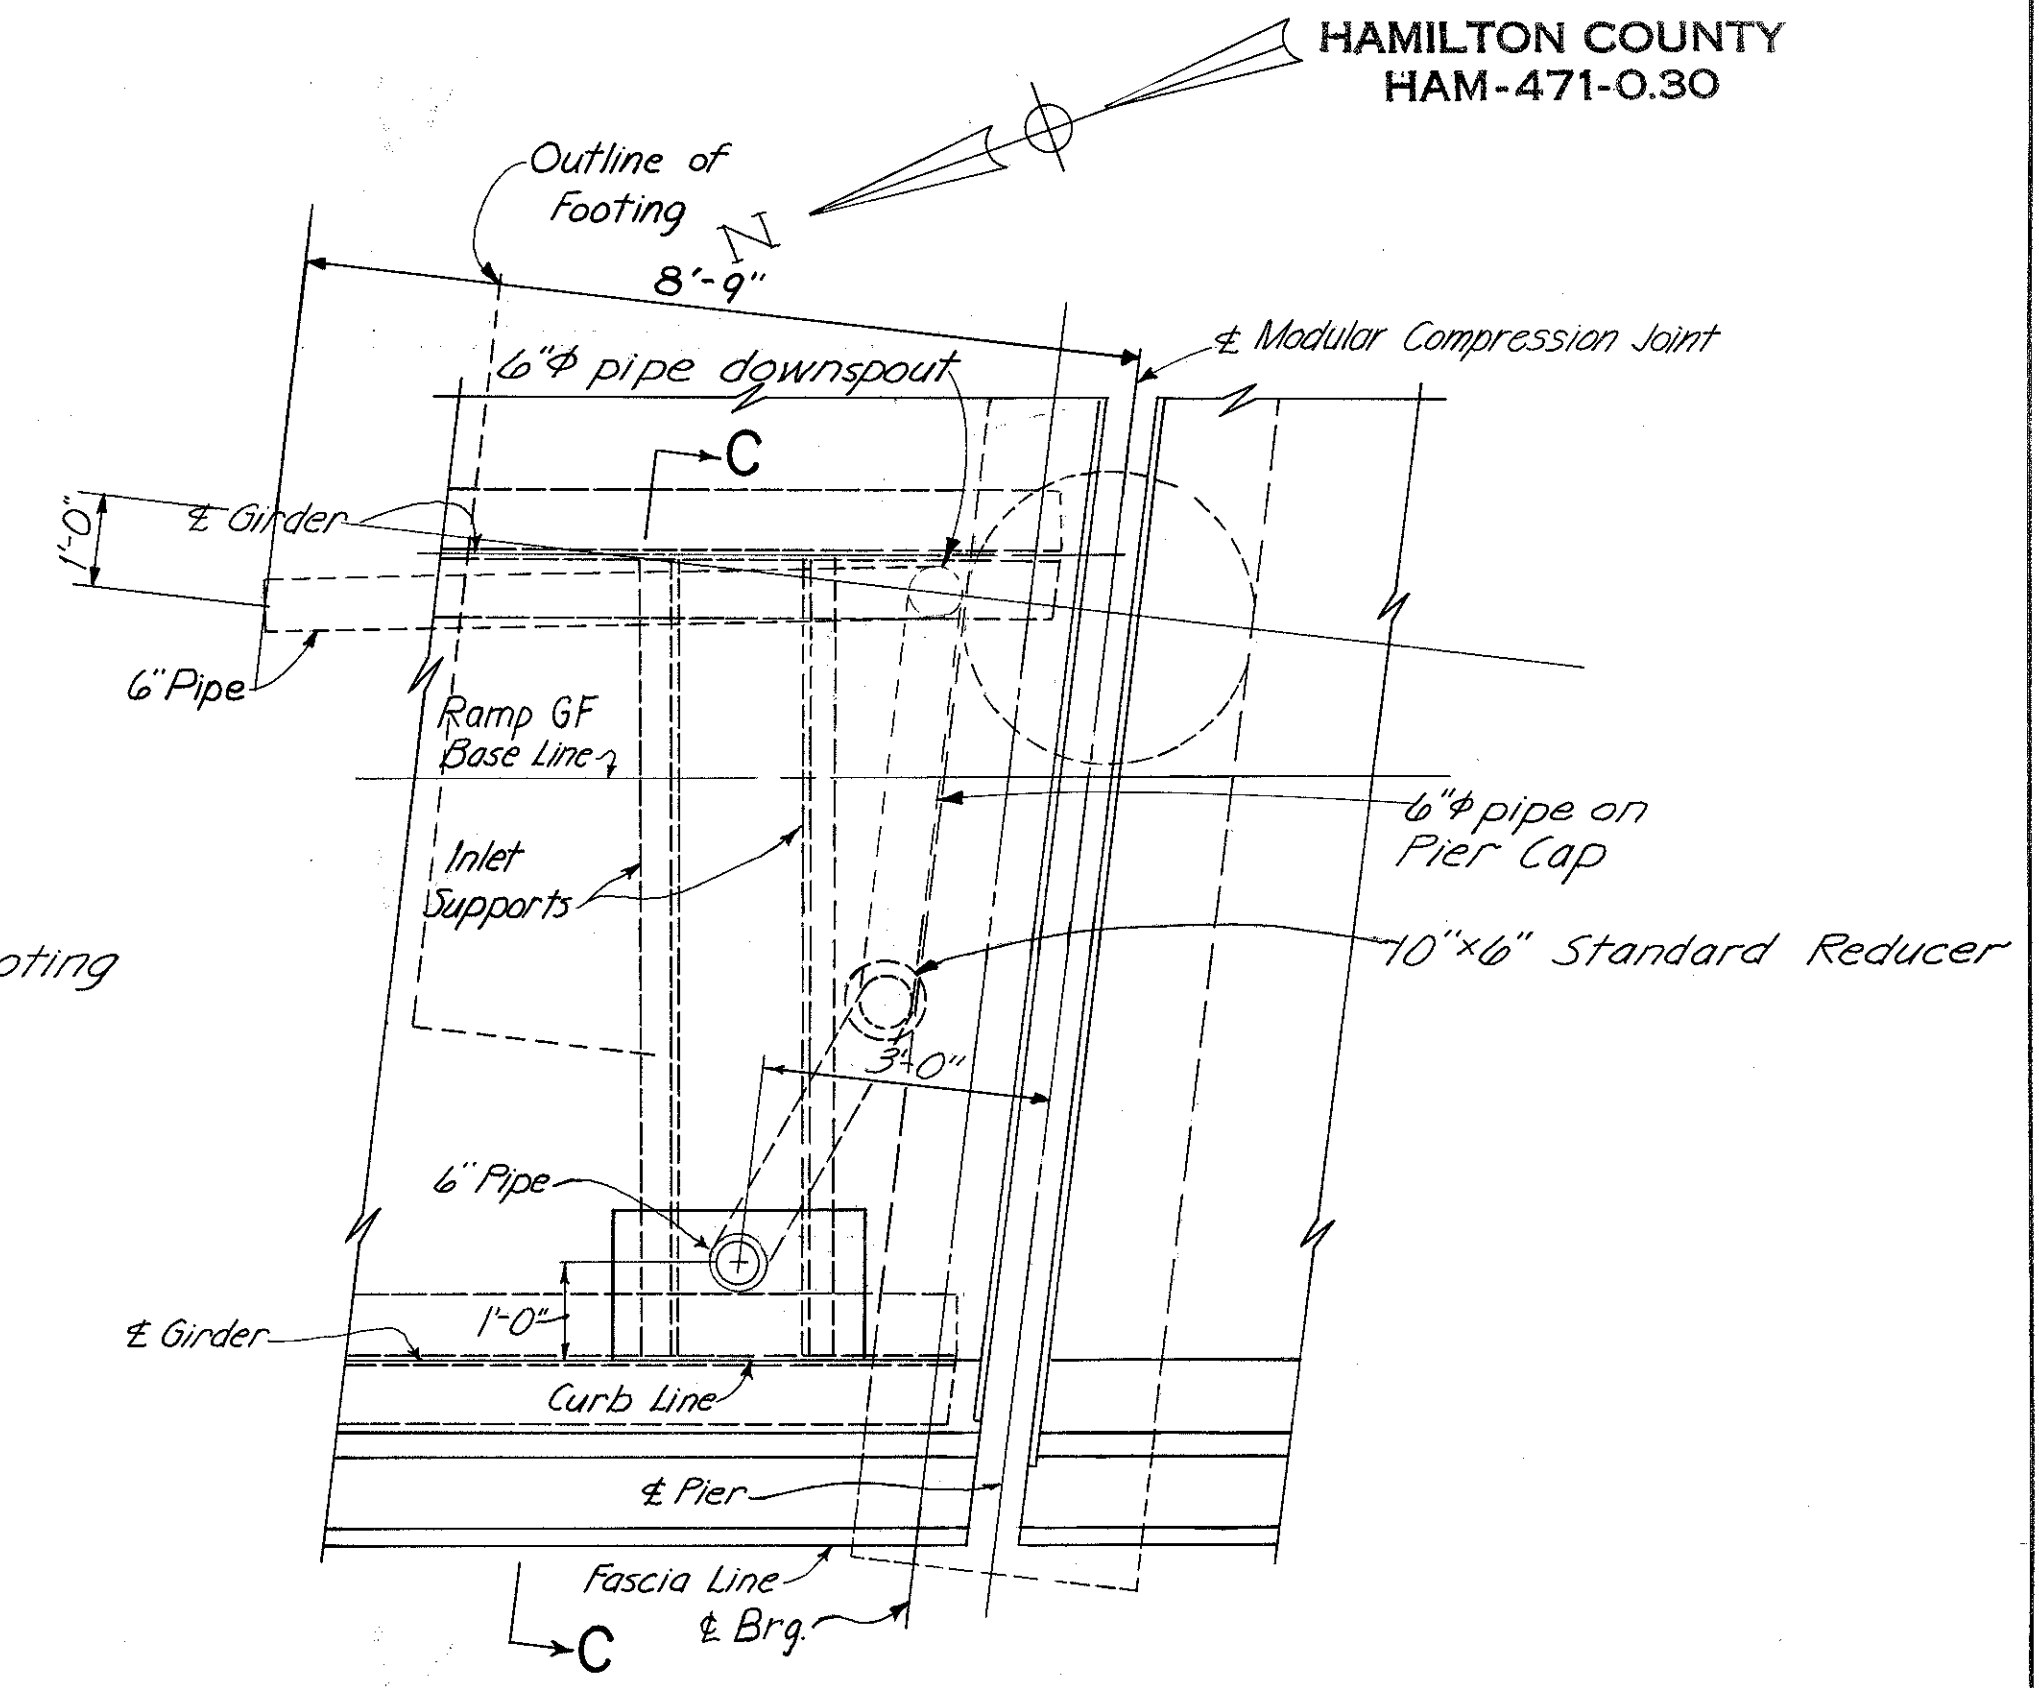 HAMILTON COUNTY
HAM-471-0.30
Outline of
Footing
N
8'-9"
℄ Modular Compression Joint
6"Φ pipe downspout
C
1'-0"
℄ Girder
6" Pipe
Ramp GF
Base Line
6"Φ pipe on
Pier Cap
Inlet
Supports
10"x6" Standard Reducer
oting
3'-0"
6" Pipe
1'-0"
℄ Girder
Curb Line
℄ Pier
Fascia Line
℄ Brg.
C